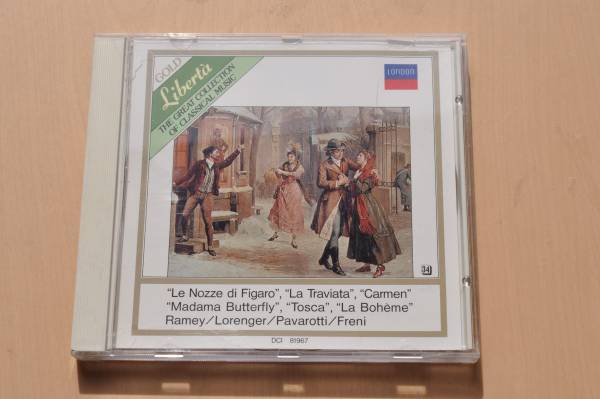 GOLD
Libertà
THE GREAT COLLECTION
OF CLASSICAL MUSIC
LONDON
34
"Le Nozze di Figaro", "La Traviata", "Carmen"
"Madama Butterfly", "Tosca", "La Bohème"
Ramey/Lorenger/Pavarotti/Freni
DCI 81967